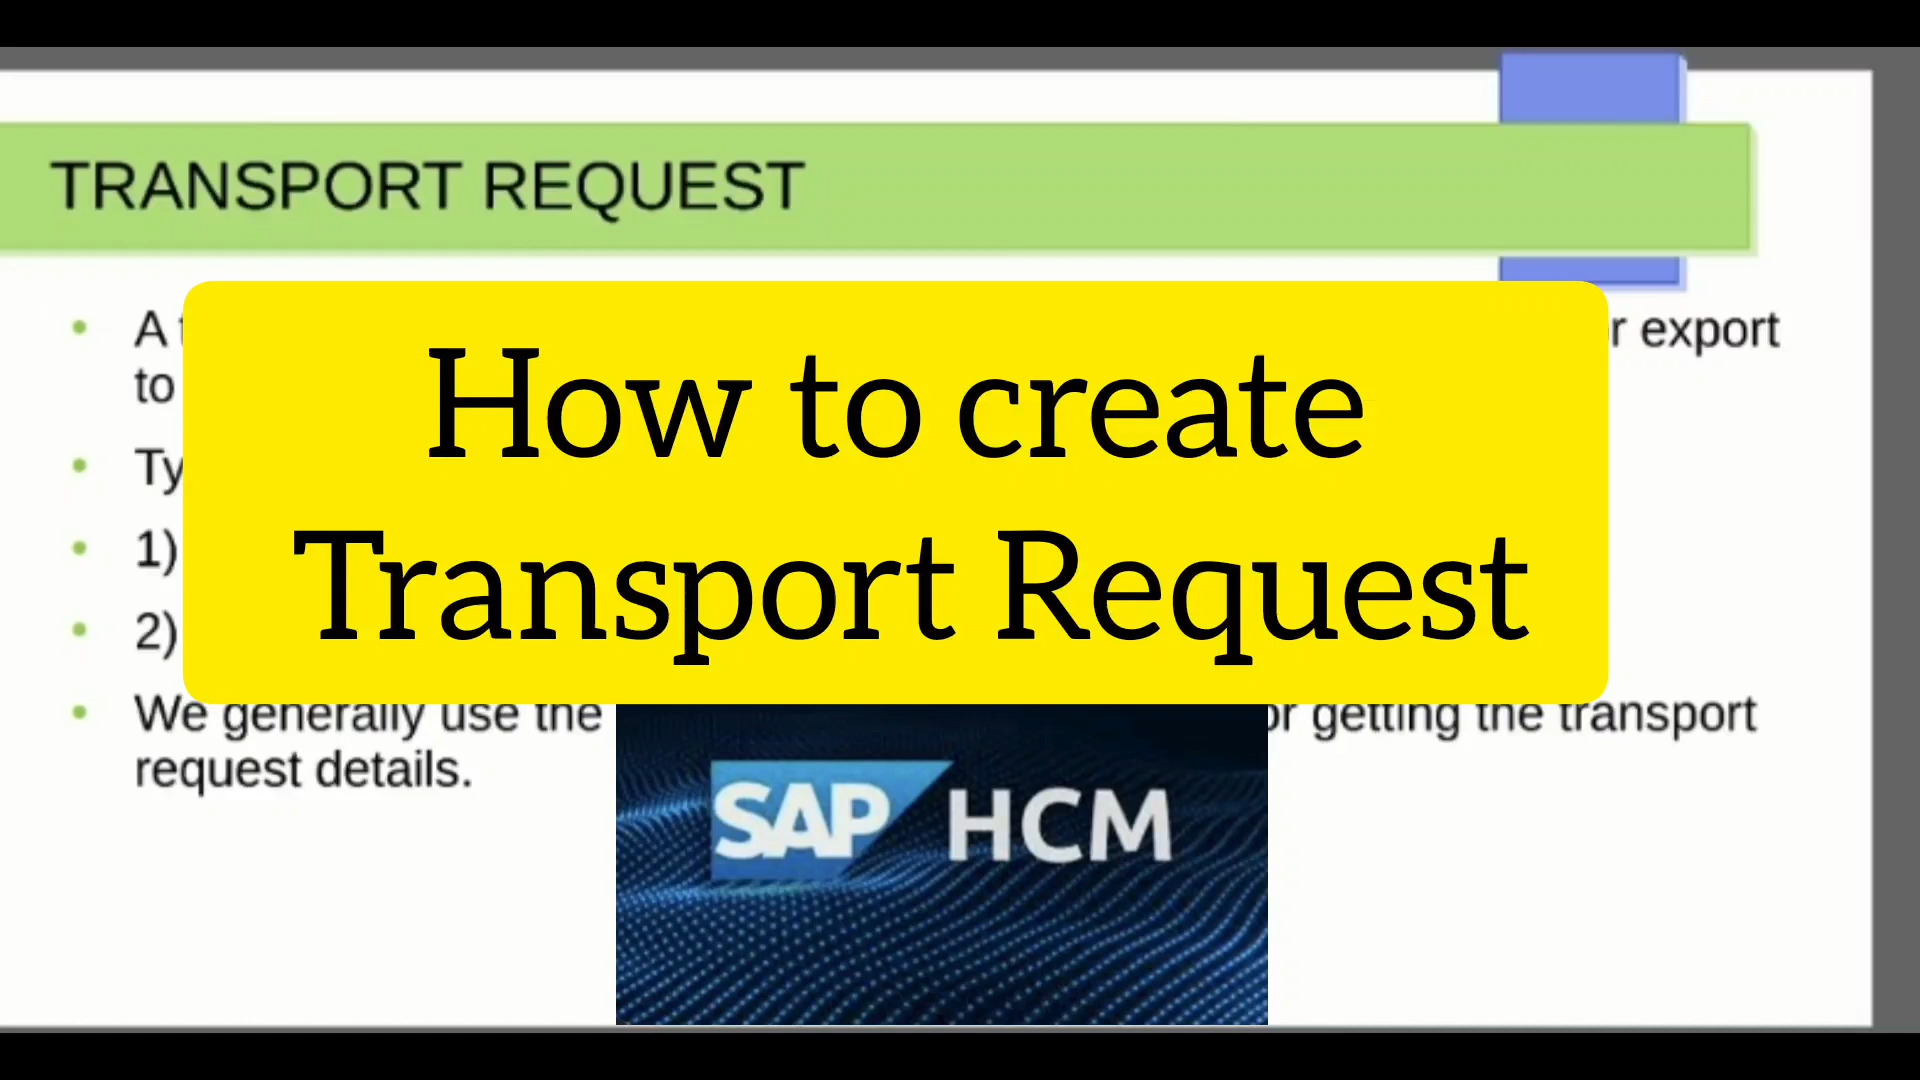 TRANSPORT REQUEST
A r export
to
Ty
1)
2)
How to create
Transport Request
We generally use the or getting the transport
request details.
SAP HCM